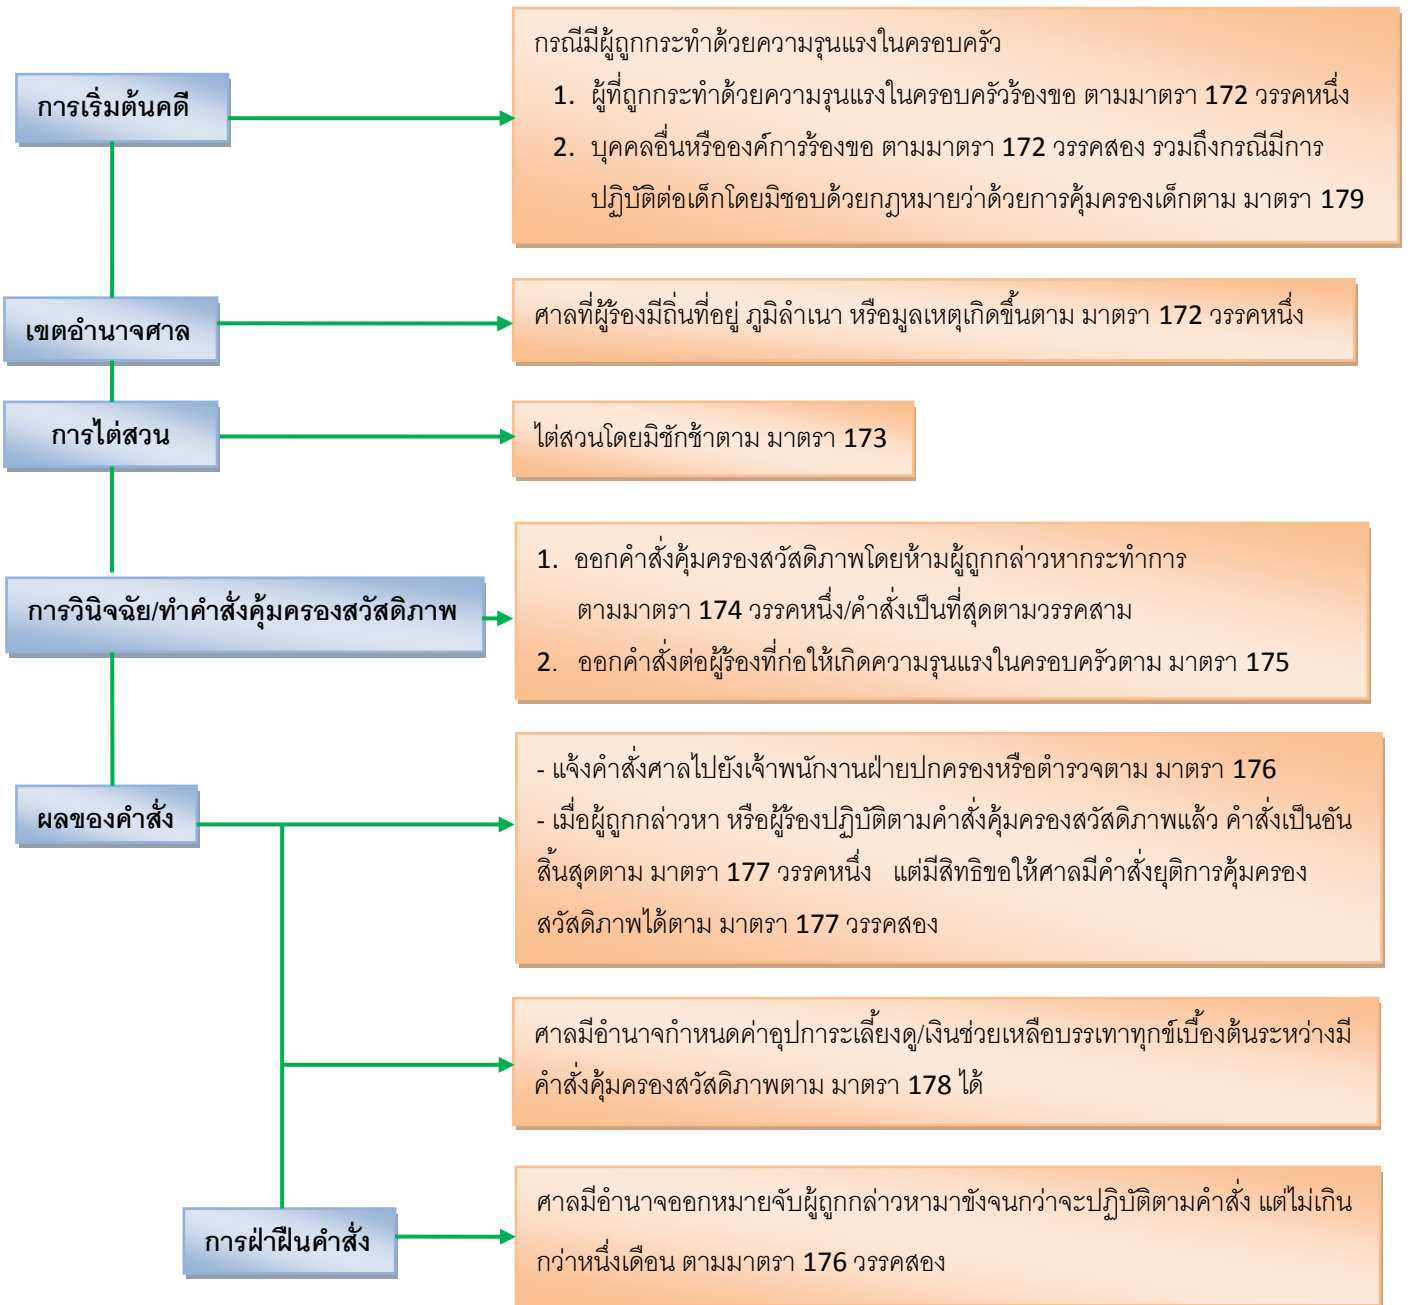 การเริ่มต้นคดี
กรณีมีผู้ถูกกระทำด้วยความรุนแรงในครอบครัว
1. ผู้ที่ถูกกระทำด้วยความรุนแรงในครอบครัวร้องขอ ตามมาตรา 172 วรรคหนึ่ง
2. บุคคลอื่นหรือองค์การร้องขอ ตามมาตรา 172 วรรคสอง รวมถึงกรณีมีการ
ปฏิบัติต่อเด็กโดยมิชอบด้วยกฎหมายว่าด้วยการคุ้มครองเด็กตาม มาตรา 179
เขตอำนาจศาล
ศาลที่ผู้ร้องมีถิ่นที่อยู่ ภูมิลำเนา หรือมูลเหตุเกิดขึ้นตาม มาตรา 172 วรรคหนึ่ง
การไต่สวน
ไต่สวนโดยมิชักช้าตาม มาตรา 173
การวินิจฉัย/ทำคำสั่งคุ้มครองสวัสดิภาพ
1. ออกคำสั่งคุ้มครองสวัสดิภาพโดยห้ามผู้ถูกกล่าวหากระทำการ
ตามมาตรา 174 วรรคหนึ่ง/คำสั่งเป็นที่สุดตามวรรคสาม
2. ออกคำสั่งต่อผู้ร้องที่ก่อให้เกิดความรุนแรงในครอบครัวตาม มาตรา 175
ผลของคำสั่ง
- แจ้งคำสั่งศาลไปยังเจ้าพนักงานฝ่ายปกครองหรือตำรวจตาม มาตรา 176
- เมื่อผู้ถูกกล่าวหา หรือผู้ร้องปฏิบัติตามคำสั่งคุ้มครองสวัสดิภาพแล้ว คำสั่งเป็นอัน
สิ้นสุดตาม มาตรา 177 วรรคหนึ่ง แต่มีสิทธิขอให้ศาลมีคำสั่งยุติการคุ้มครอง
สวัสดิภาพได้ตาม มาตรา 177 วรรคสอง
ศาลมีอำนาจกำหนดค่าอุปการะเลี้ยงดู/เงินช่วยเหลือบรรเทาทุกข์เบื้องต้นระหว่างมี
คำสั่งคุ้มครองสวัสดิภาพตาม มาตรา 178 ได้
การฝ่าฝืนคำสั่ง
ศาลมีอำนาจออกหมายจับผู้ถูกกล่าวหามาขังจนกว่าจะปฏิบัติตามคำสั่ง แต่ไม่เกิน
กว่าหนึ่งเดือน ตามมาตรา 176 วรรคสอง